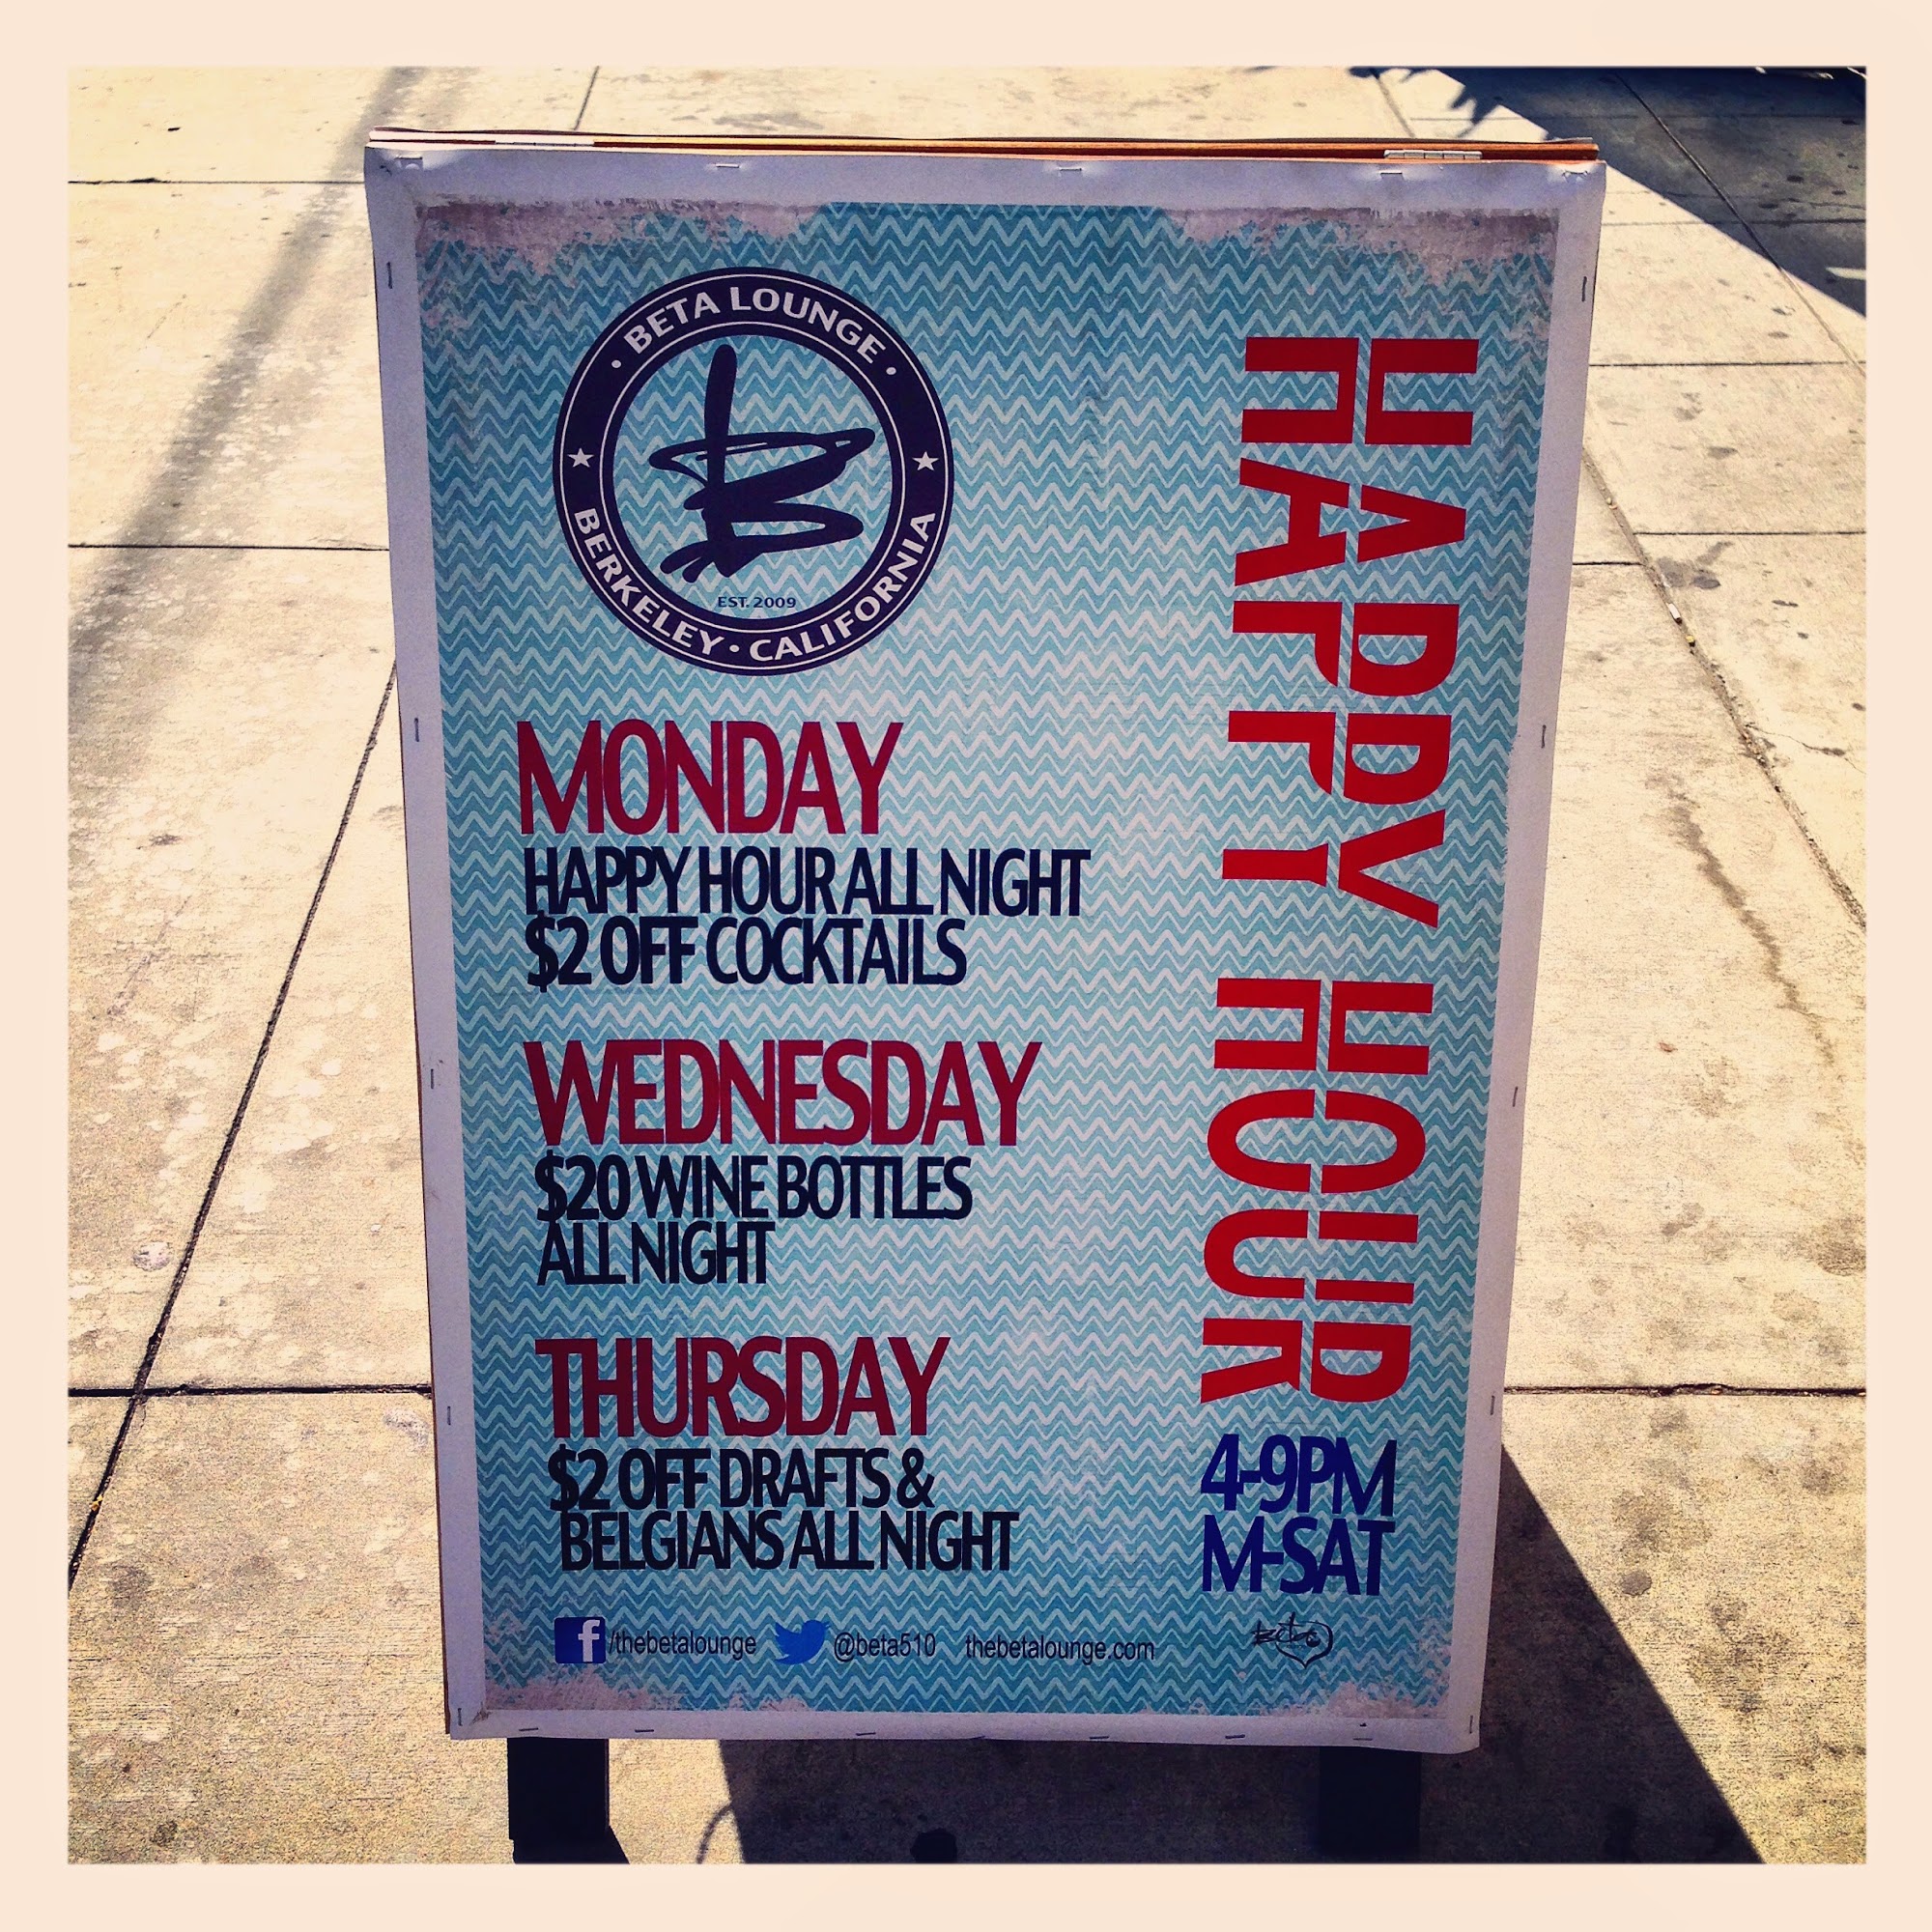 BETA LOUNGE
BERKELEY • CALIFORNIA
B
EST. 2009
HAPPY HOUR
MONDAY
HAPPY HOUR ALL NIGHT
$2 OFF COCKTAILS
WEDNESDAY
$20 WINE BOTTLES
ALL NIGHT
THURSDAY
$2 OFF DRAFTS &
BELGIANS ALL NIGHT
4-9PM
M-SAT
f /thebetalounge @beta510 thebetalounge.com